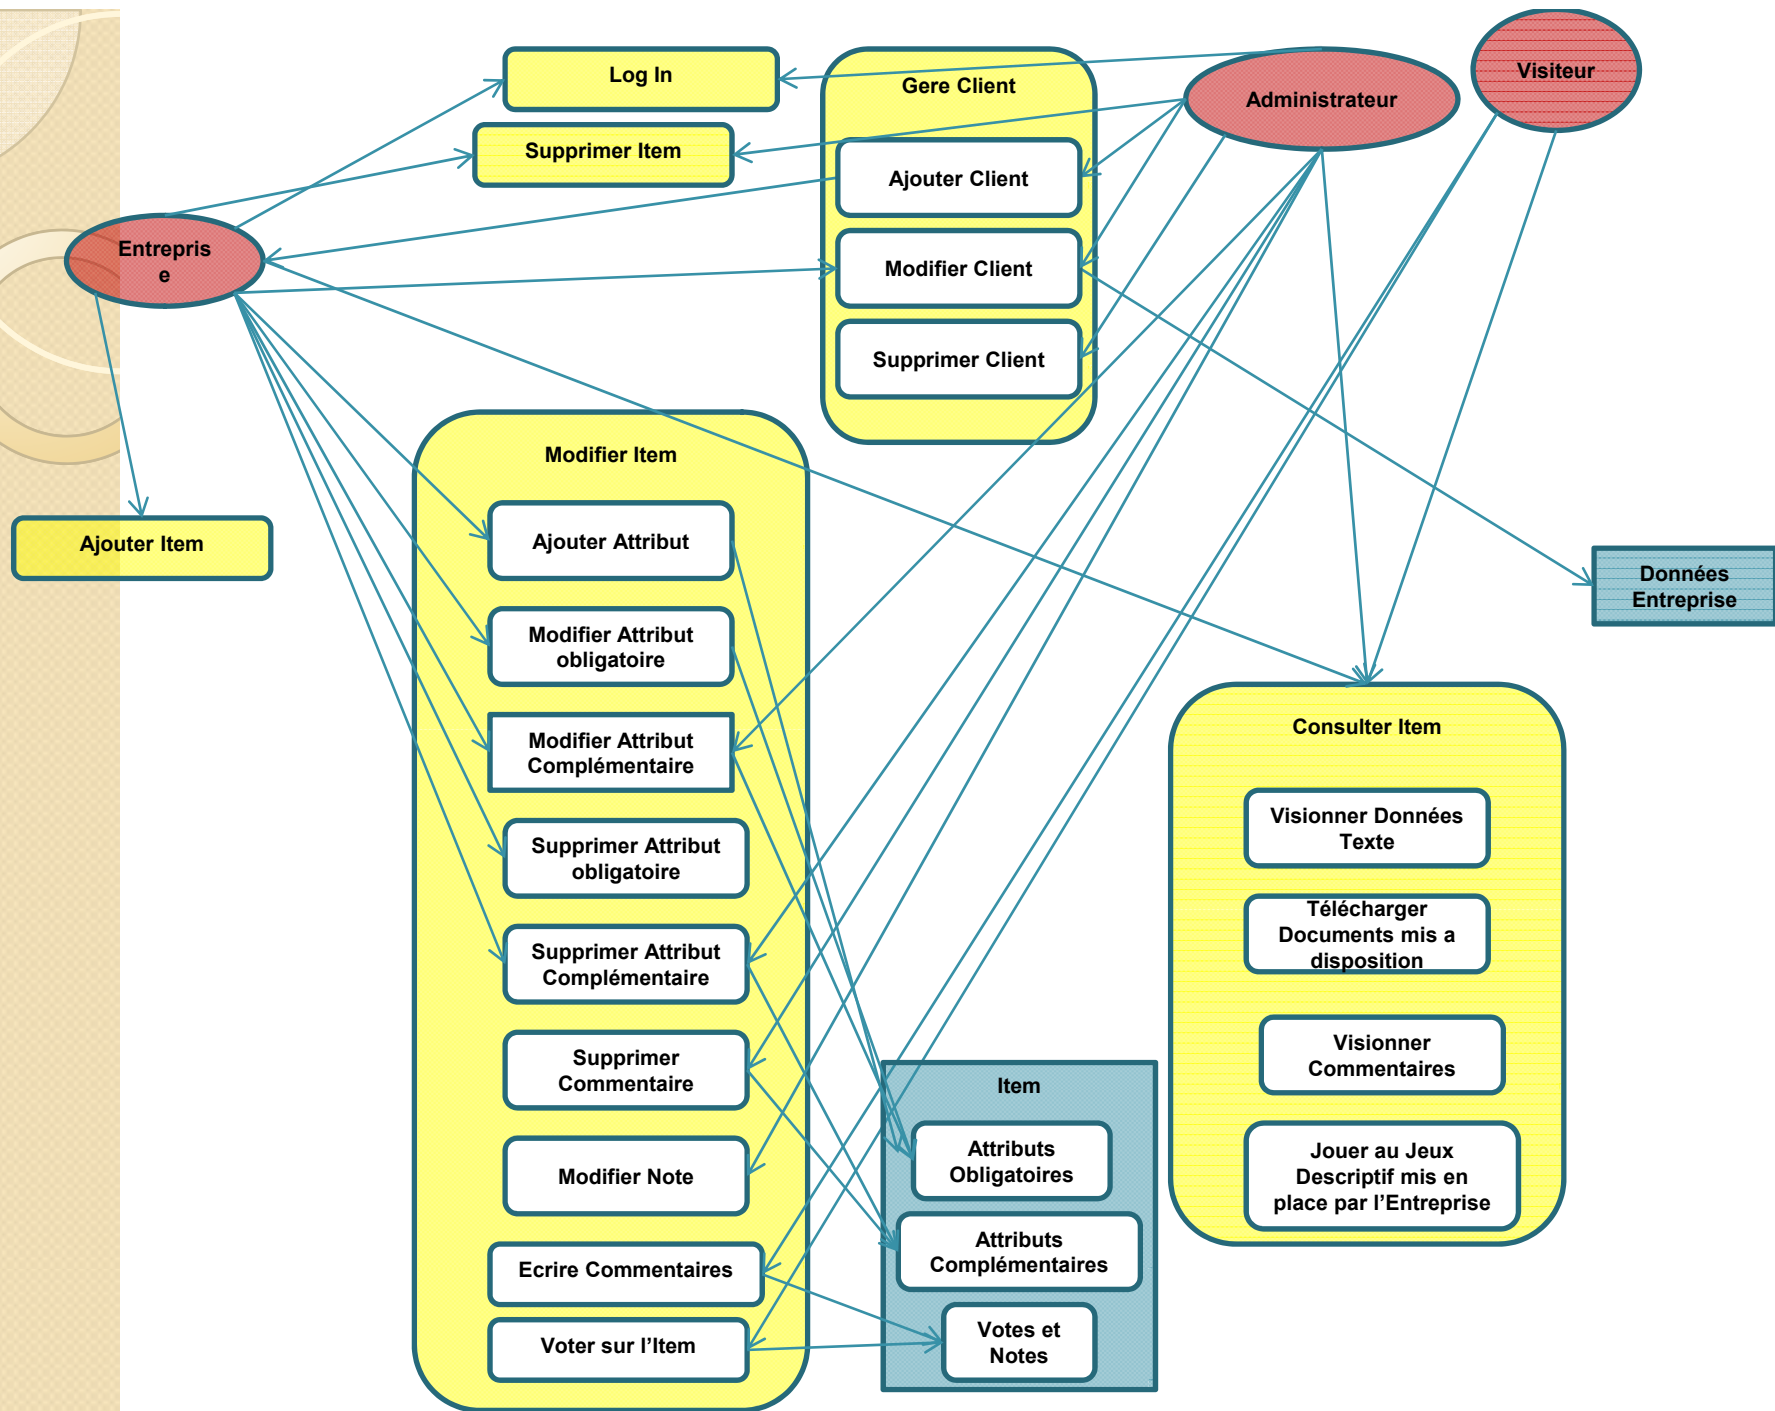 Log In
Gere Client
Administrateur
Visiteur
Supprimer Item
Ajouter Client
Entrepris
e
Modifier Client
Supprimer Client
Modifier Item
Ajouter Item
Ajouter Attribut
Modifier Attribut
obligatoire
Modifier Attribut
Complémentaire
Supprimer Attribut
obligatoire
Supprimer Attribut
Complémentaire
Supprimer
Commentaire
Modifier Note
Ecrire Commentaires
Voter sur l’Item
Item
Attributs
Obligatoires
Attributs
Complémentaires
Votes et
Notes
Données
Entreprise
Consulter Item
Visionner Données
Texte
Télécharger
Documents mis a
disposition
Visionner
Commentaires
Jouer au Jeux
Descriptif mis en
place par l’Entreprise